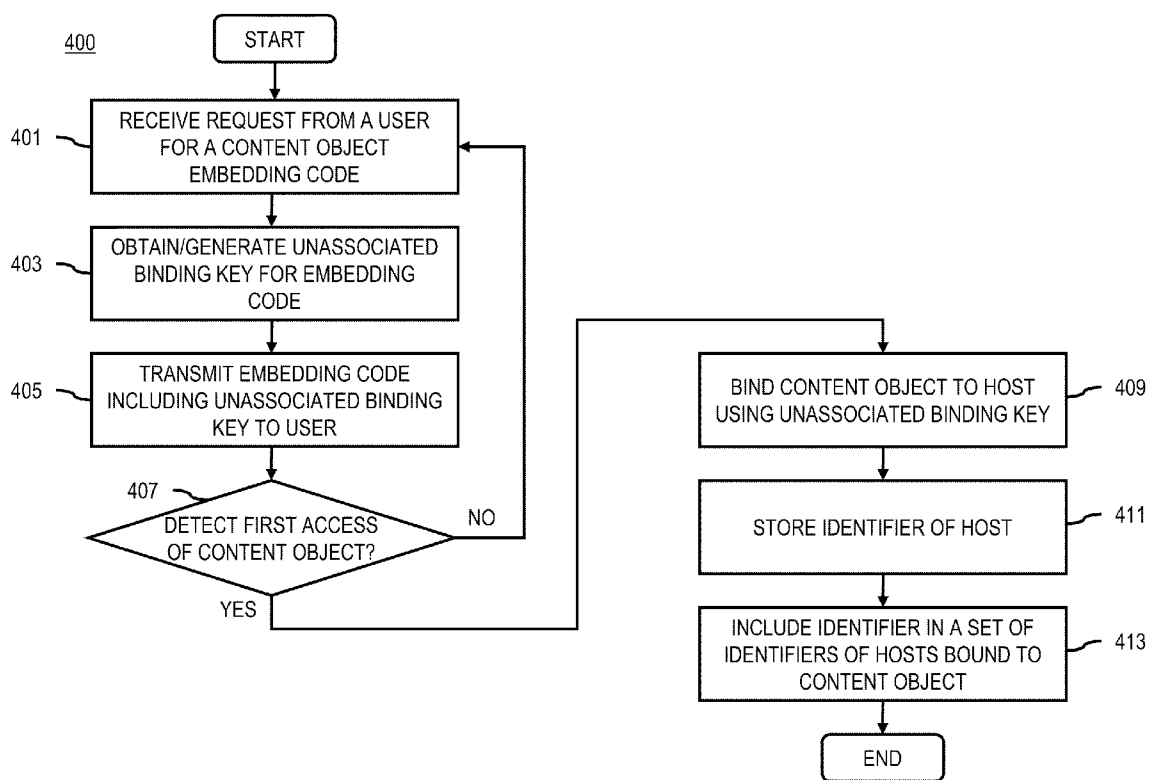 400
START
401
RECEIVE REQUEST FROM A USER
FOR A CONTENT OBJECT
EMBEDDING CODE
403
OBTAIN/GENERATE UNASSOCIATED
BINDING KEY FOR EMBEDDING
CODE
405
TRANSMIT EMBEDDING CODE
INCLUDING UNASSOCIATED BINDING
KEY TO USER
407
DETECT FIRST ACCESS
OF CONTENT OBJECT?
NO
YES
BIND CONTENT OBJECT TO HOST
USING UNASSOCIATED BINDING KEY
409
STORE IDENTIFIER OF HOST
411
INCLUDE IDENTIFIER IN A SET OF
IDENTIFIERS OF HOSTS BOUND TO
CONTENT OBJECT
413
END